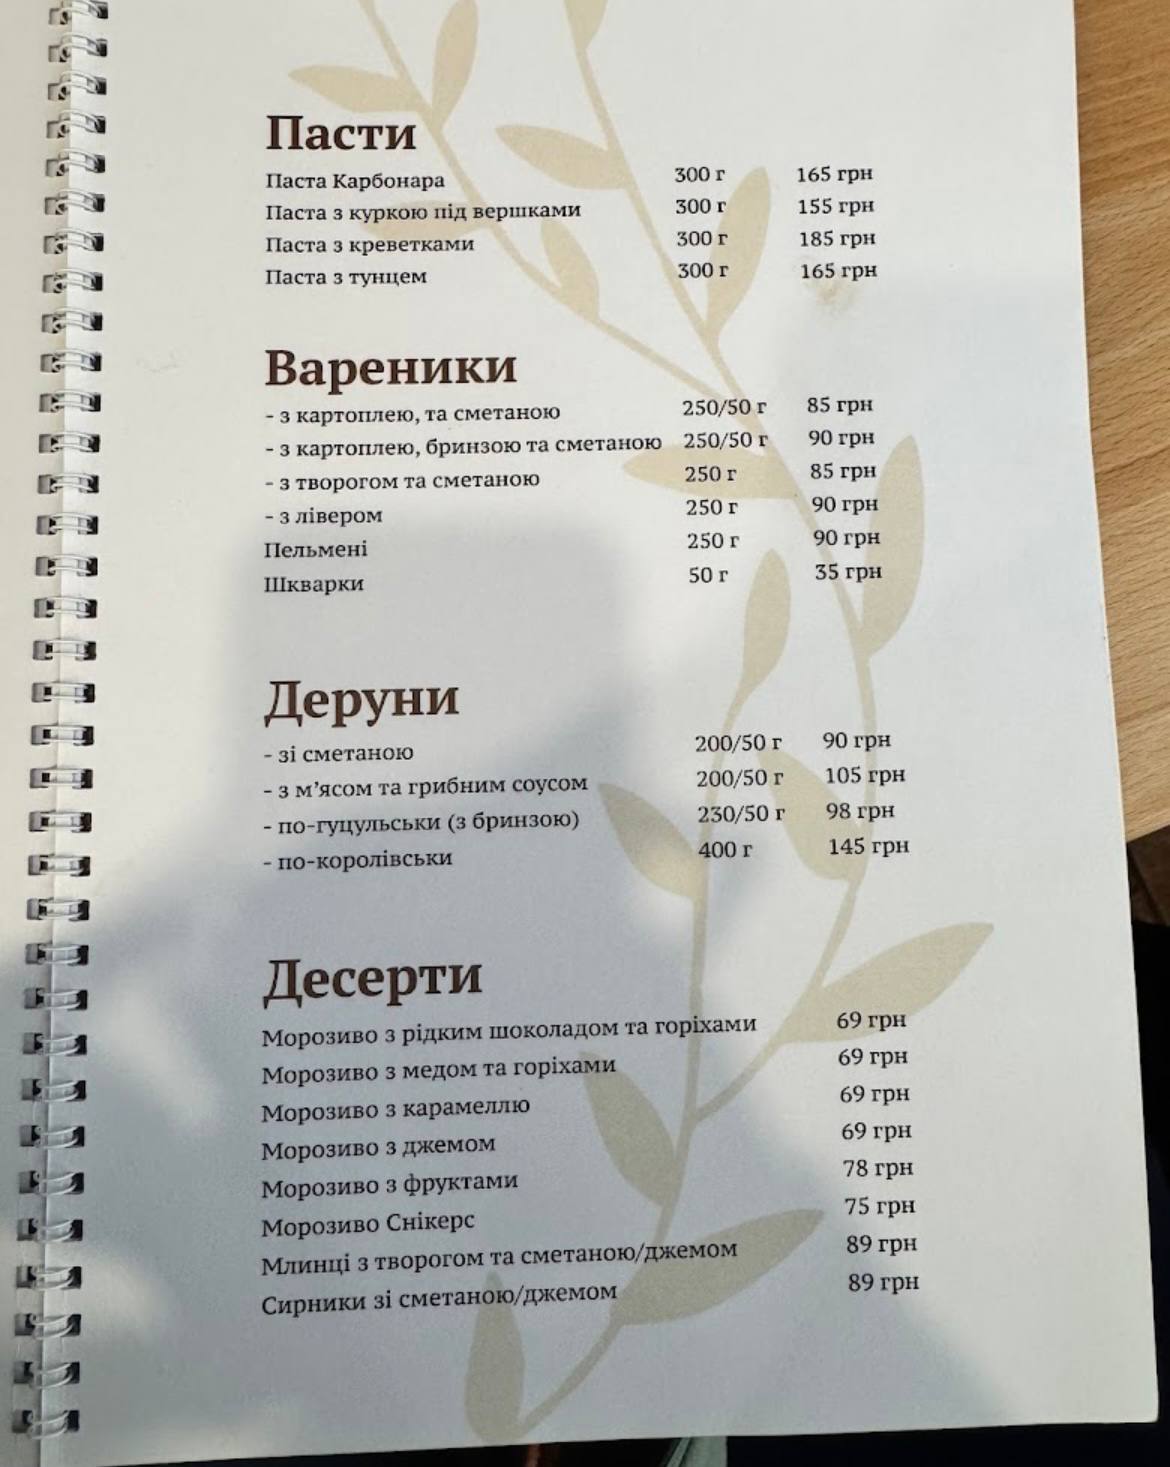 Пасти
Паста Карбонара 300 г 165 грн
Паста з куркою під вершками 300 г 155 грн
Паста з креветками 300 г 185 грн
Паста з тунцем 300 г 165 грн
Вареники
- з картоплею, та сметаною 250/50 г 85 грн
- з картоплею, бринзою та сметаною 250/50 г 90 грн
- з творогом та сметаною 250 г 85 грн
- з лівером 250 г 90 грн
Пельмені 250 г 90 грн
Шкварки 50 г 35 грн
Деруни
- зі сметаною 200/50 г 90 грн
- з м’ясом та грибним соусом 200/50 г 105 грн
- по-гуцульськи (з бринзою) 230/50 г 98 грн
- по-королівськи 400 г 145 грн
Десерти
Морозиво з рідким шоколадом та горіхами 69 грн
Морозиво з медом та горіхами 69 грн
Морозиво з карамеллю 69 грн
Морозиво з джемом 69 грн
Морозиво з фруктами 78 грн
Морозиво Снікерс 75 грн
Млинці з творогом та сметаною/джемом 89 грн
Сирники зі сметаною/джемом 89 грн